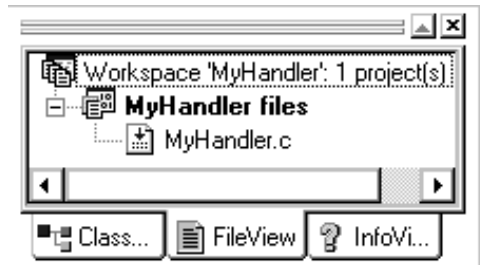 Workspace 'MyHandler': 1 project(s)
MyHandler files
MyHandler.c
Class... FileView InfoVi...